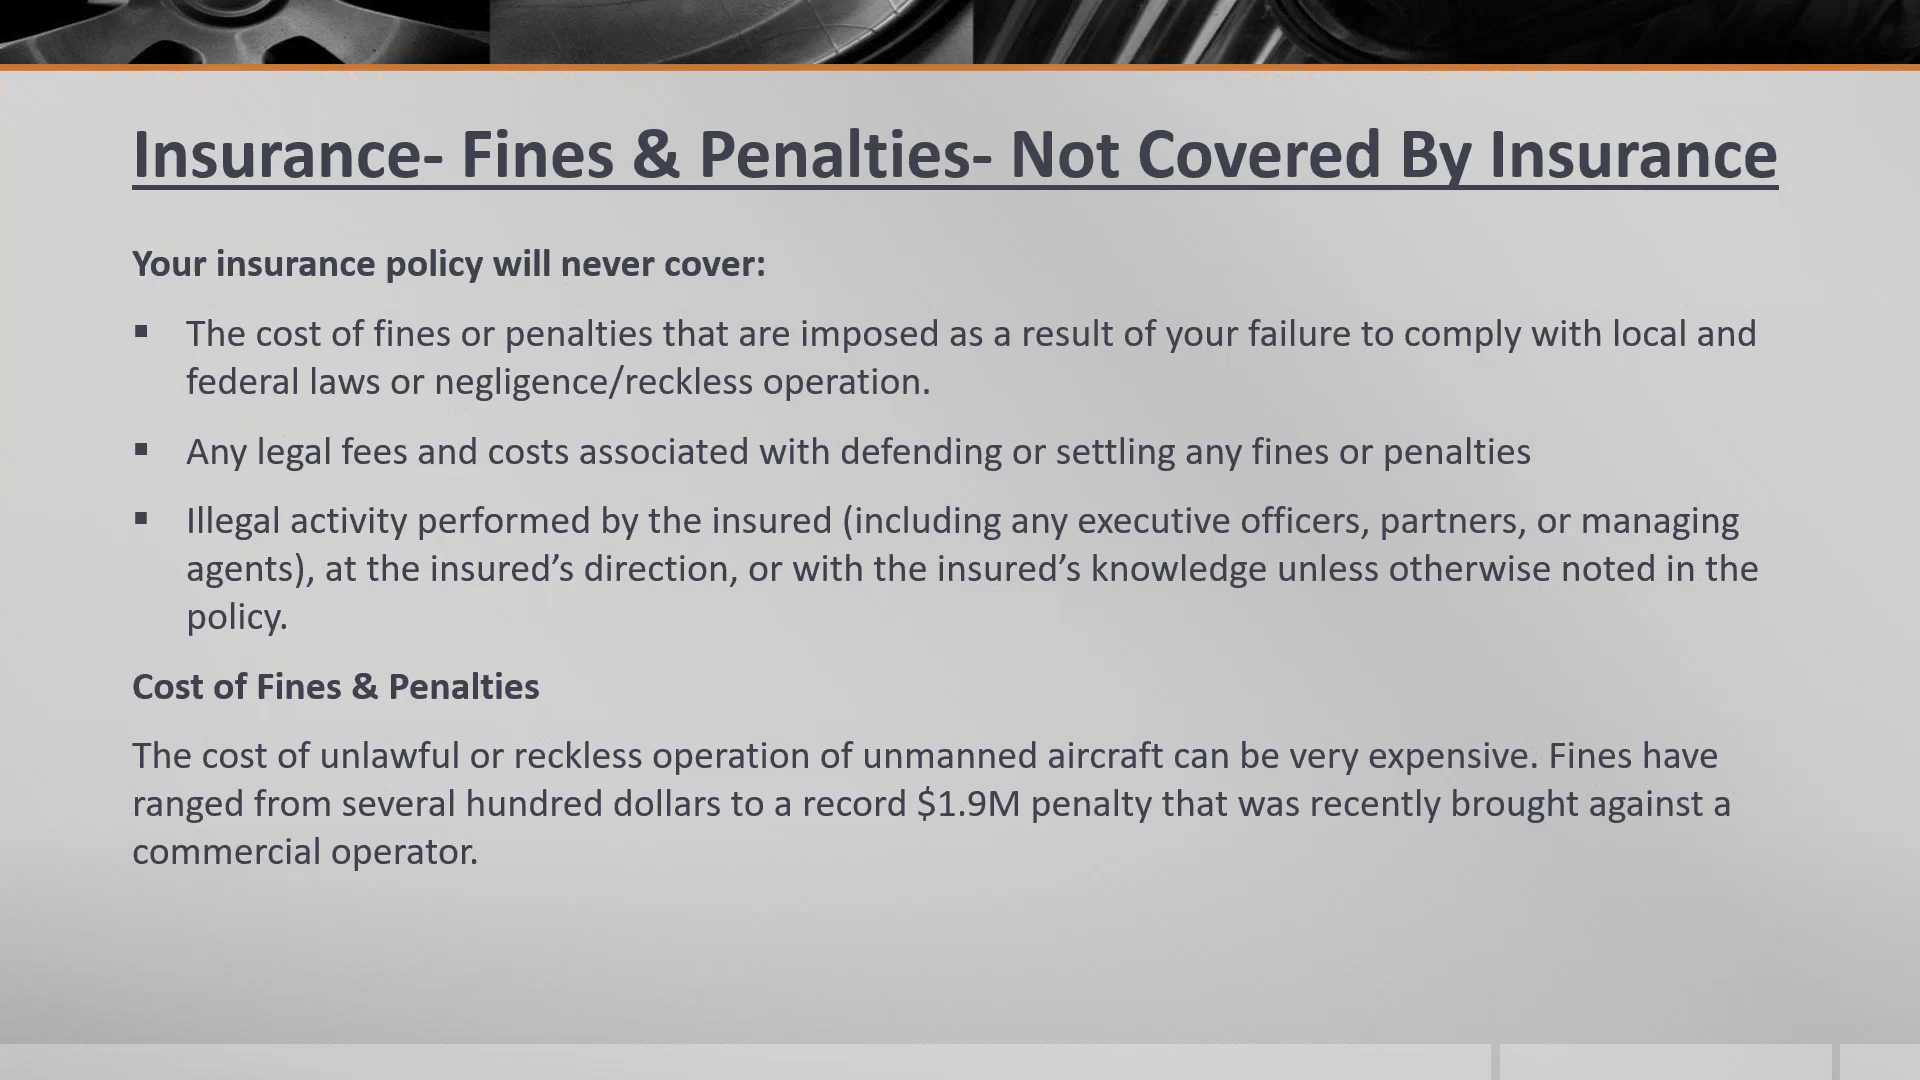 Insurance- Fines & Penalties- Not Covered By Insurance
Your insurance policy will never cover:
▪ The cost of fines or penalties that are imposed as a result of your failure to comply with local and
federal laws or negligence/reckless operation.
▪ Any legal fees and costs associated with defending or settling any fines or penalties
▪ Illegal activity performed by the insured (including any executive officers, partners, or managing
agents), at the insured’s direction, or with the insured’s knowledge unless otherwise noted in the
policy.
Cost of Fines & Penalties
The cost of unlawful or reckless operation of unmanned aircraft can be very expensive. Fines have
ranged from several hundred dollars to a record $1.9M penalty that was recently brought against a
commercial operator.